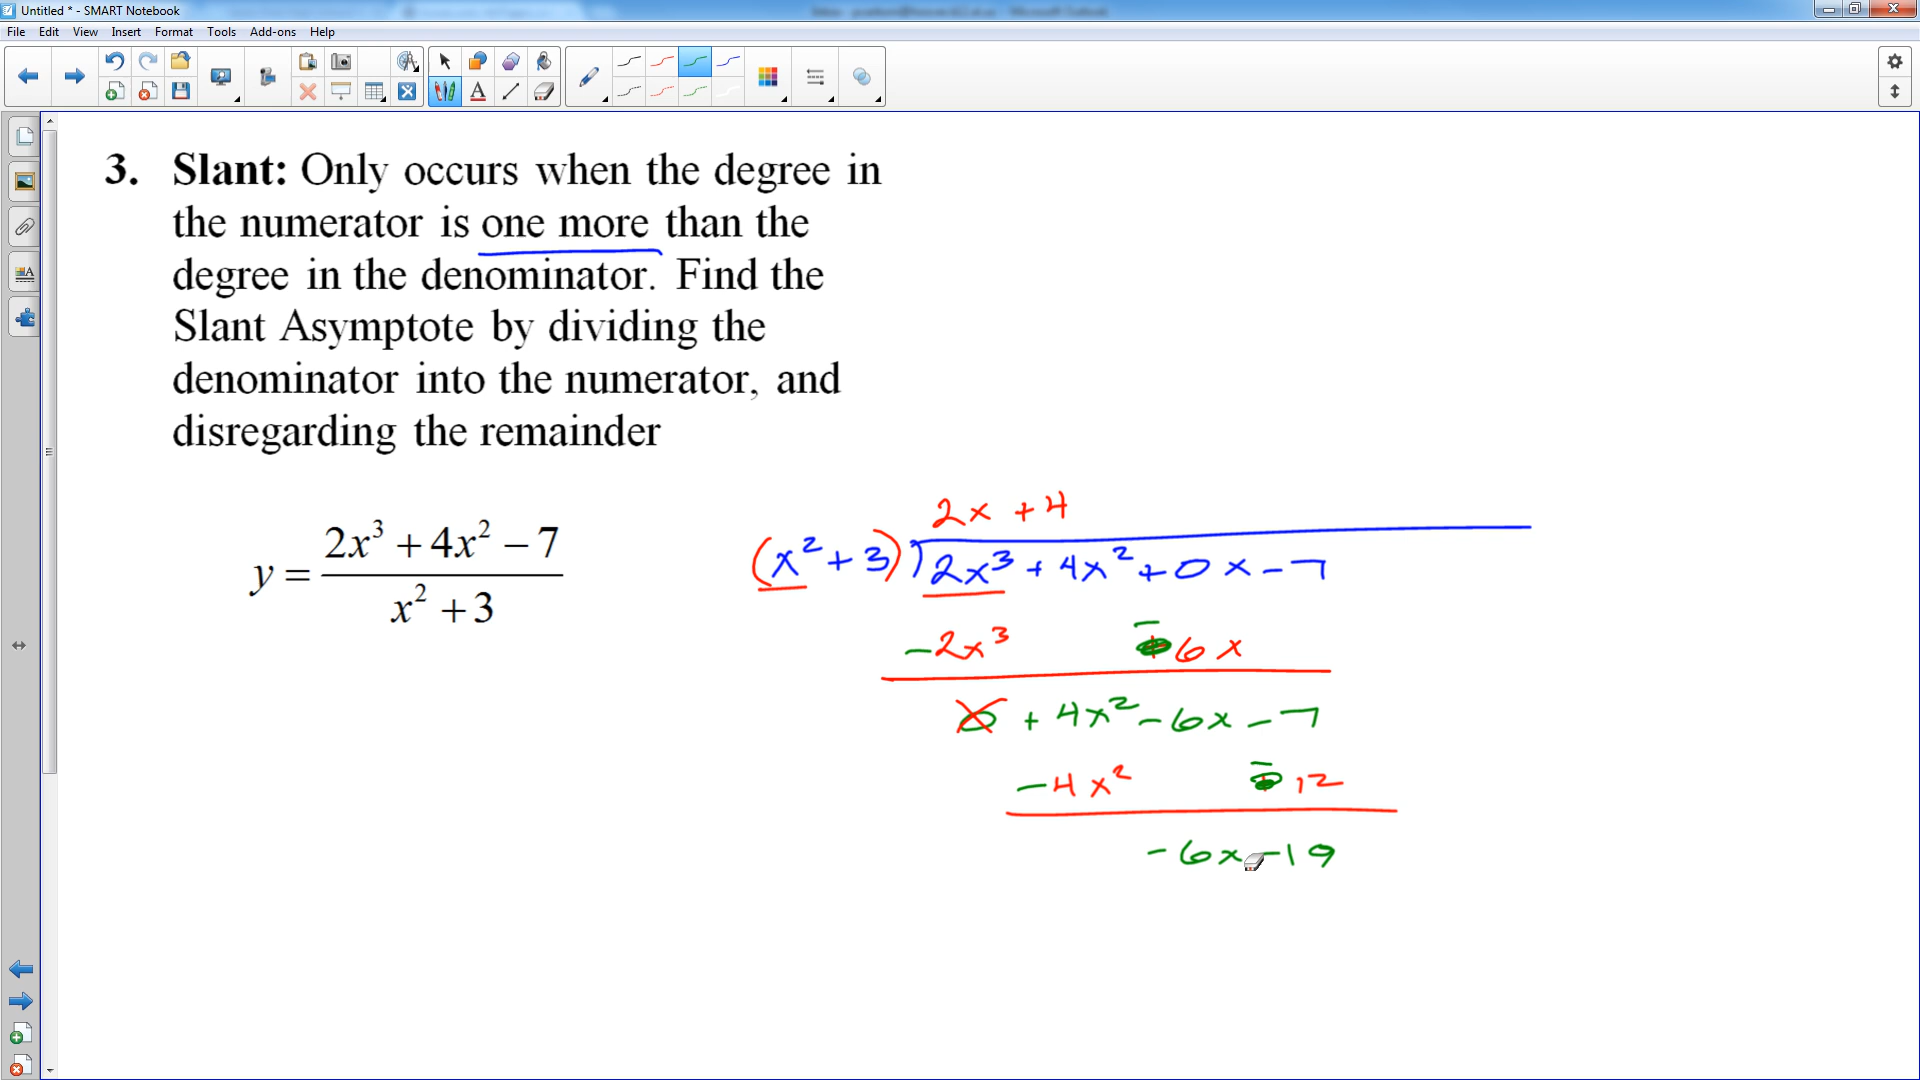 Untitled * - SMART Notebook
File Edit View Insert Format Tools Add-ons Help
3. Slant: Only occurs when the degree in
the numerator is one more than the
degree in the denominator. Find the
Slant Asymptote by dividing the
denominator into the numerator, and
disregarding the remainder
y = (2x³ + 4x² − 7) / (x² + 3)
2x + 4
(x² + 3) ) 2x³ + 4x² + 0x − 7
− 2x³ − 6x
0 + 4x² − 6x − 7
− 4x² − 12
− 6x − 19